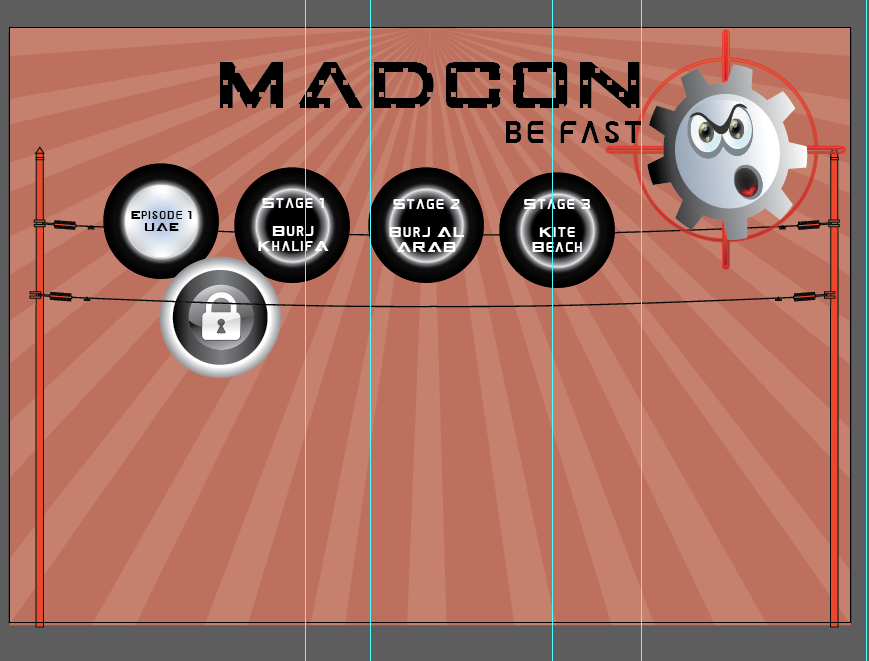 MADCON
BE FAST
EPISODE 1
UAE
STAGE 1
BURJ
KHALIFA
STAGE 2
BURJ AL
ARAB
STAGE 3
KITE
BEACH